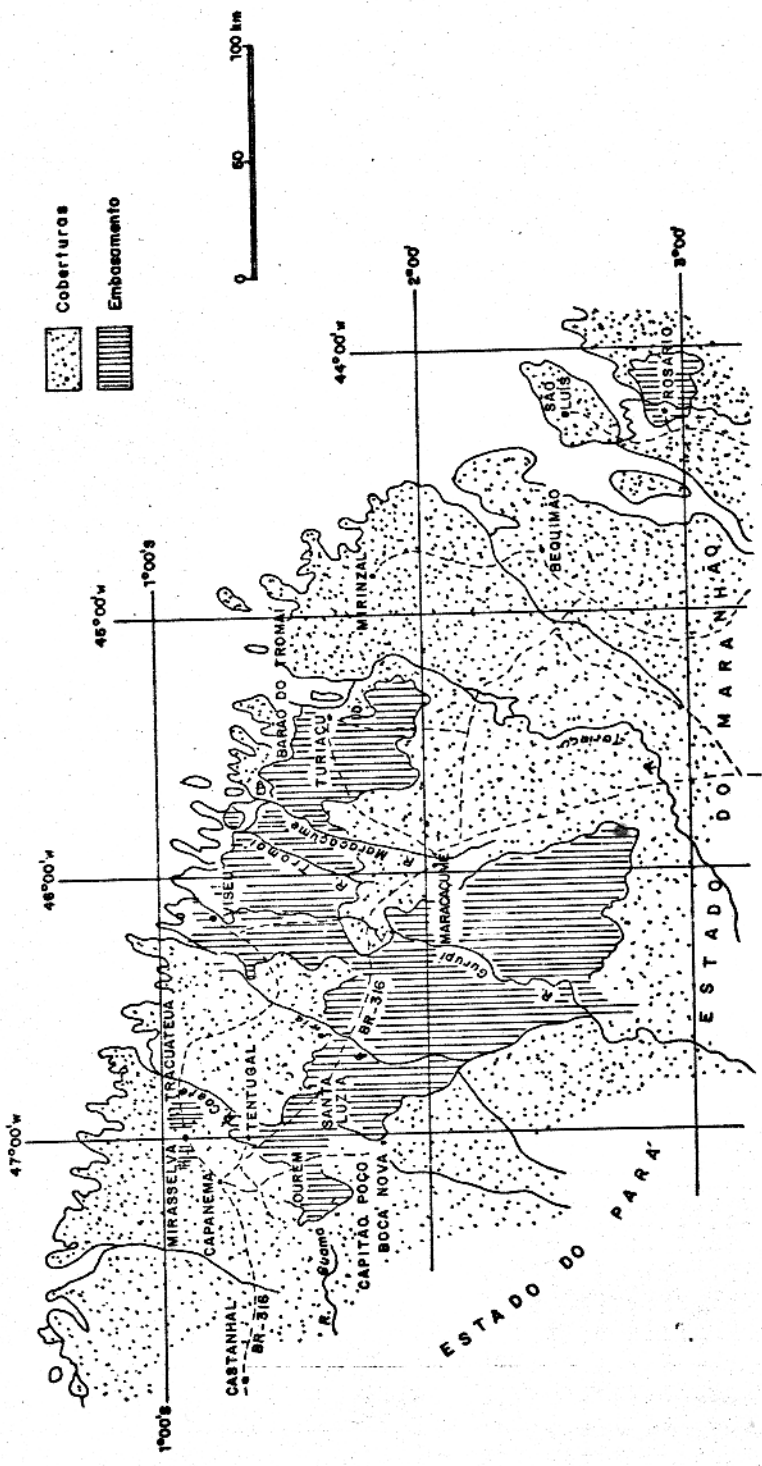 Coberturas
Embasamento
0
50
100 km
47°00'W
46°00'W
45°00'W
44°00'W
1°00'S
1°00'S
2°00'
3°00'
MIRASSELVA
TRACUATEUA
CAPANEMA
TENTUGAL
CASTANHAL
BR-316
OURÉM
SANTA
LUZIA
R. Guamá
CAPITÃO POÇO
BOCA NOVA
R.
BR-316
VISEU
R. Tromaí
R. Maracaçumé
R. Gurupi
MARACAÇUMÉ
BARÃO DO TROMAÍ
TURIAÇU
MIRINZAL
R. Turiaçu
BEQUIMÃO
SÃO
LUÍS
ROSÁRIO
ESTADO DO PARÁ
ESTADO DO MARANHÃO